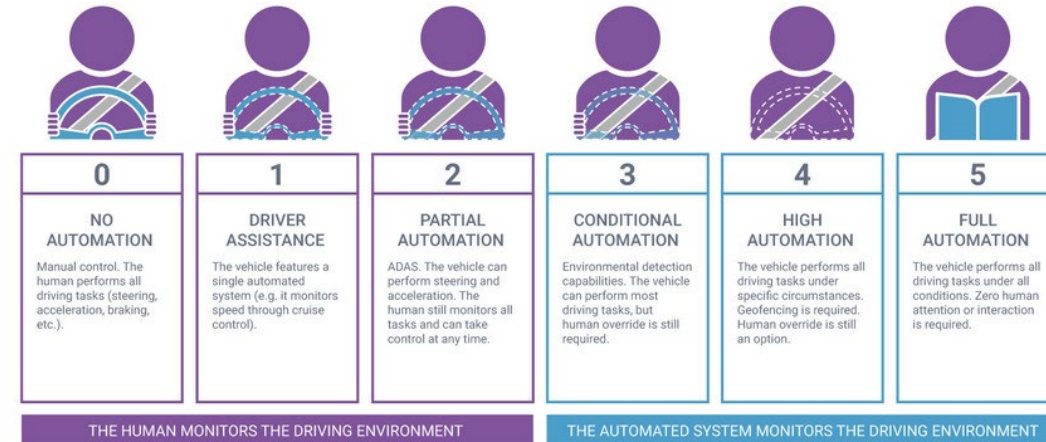 0
NO
AUTOMATION
Manual control. The
human performs all
driving tasks (steering,
acceleration, braking,
etc.).
1
DRIVER
ASSISTANCE
The vehicle features a
single automated
system (e.g. it monitors
speed through cruise
control).
2
PARTIAL
AUTOMATION
ADAS. The vehicle can
perform steering and
acceleration. The
human still monitors all
tasks and can take
control at any time.
3
CONDITIONAL
AUTOMATION
Environmental detection
capabilities. The vehicle
can perform most
driving tasks, but
human override is still
required.
4
HIGH
AUTOMATION
The vehicle performs all
driving tasks under
specific circumstances.
Geofencing is required.
Human override is still
an option.
5
FULL
AUTOMATION
The vehicle performs all
driving tasks under all
conditions. Zero human
attention or interaction
is required.
THE HUMAN MONITORS THE DRIVING ENVIRONMENT
THE AUTOMATED SYSTEM MONITORS THE DRIVING ENVIRONMENT